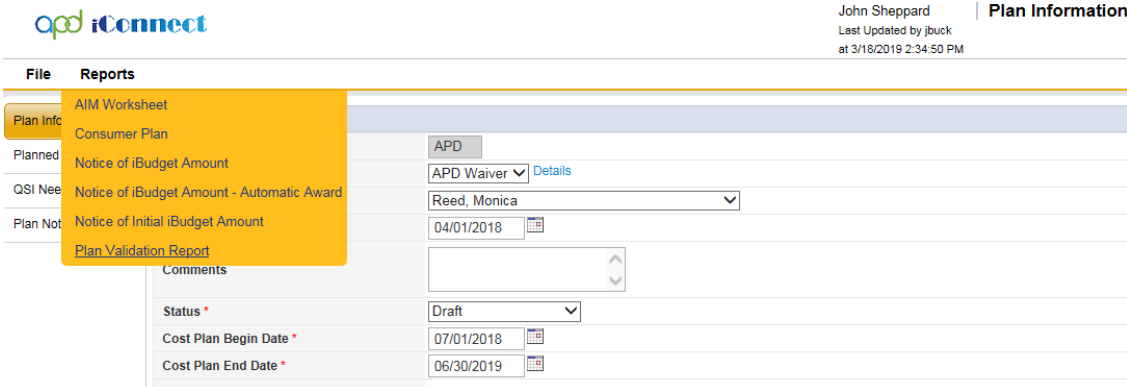 apd iConnect
John Sheppard
Last Updated by jbuck
at 3/18/2019 2:34:50 PM
Plan Information
File Reports
AIM Worksheet
Consumer Plan
Notice of iBudget Amount
Notice of iBudget Amount - Automatic Award
Notice of Initial iBudget Amount
Plan Validation Report
Plan Info
Planned
QSI Nee
Plan Not
APD
APD Waiver Details
Reed, Monica
04/01/2018
Comments
Status * Draft
Cost Plan Begin Date * 07/01/2018
Cost Plan End Date * 06/30/2019